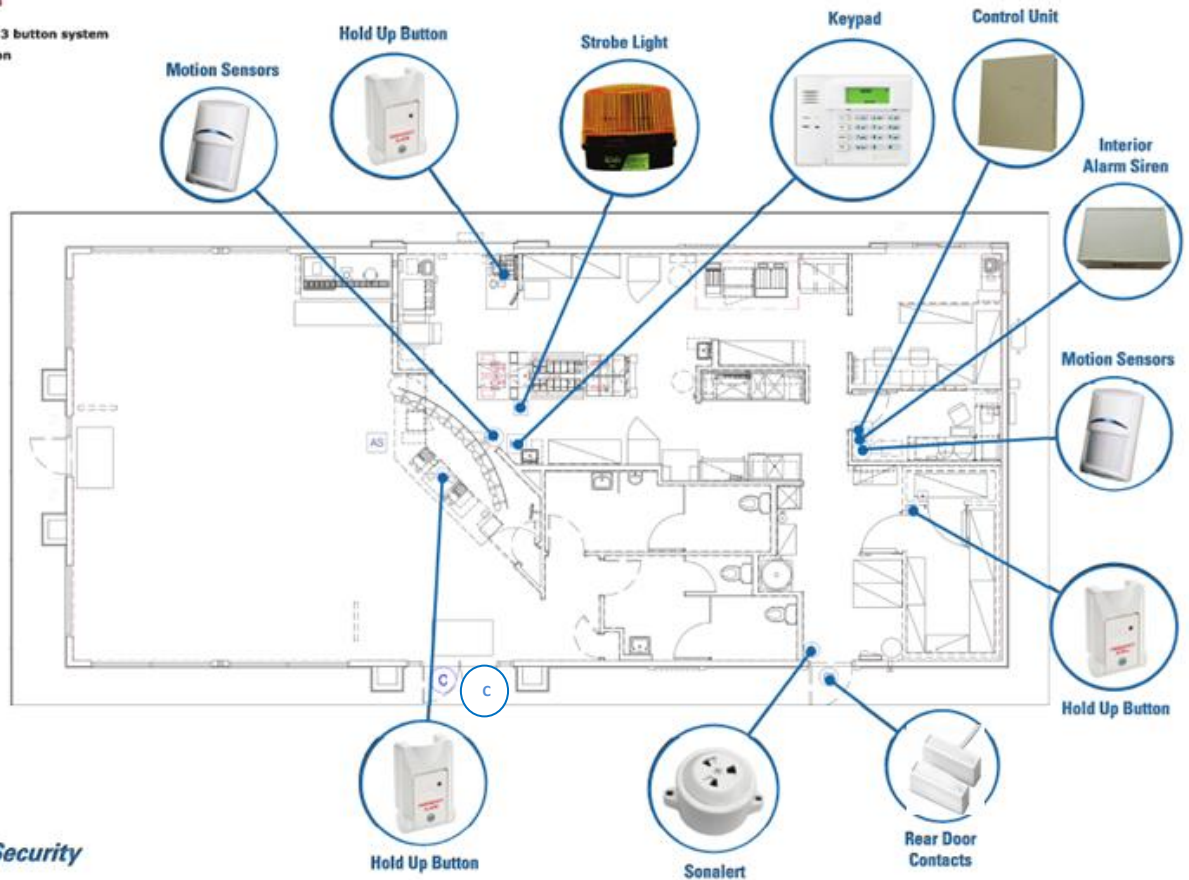 3 button system
on
Hold Up Button
Strobe Light
Keypad
Control Unit
Motion Sensors
Interior
Alarm Siren
AS
Motion Sensors
C
C
Hold Up Button
Hold Up Button
Sonalert
Rear Door
Contacts
Security